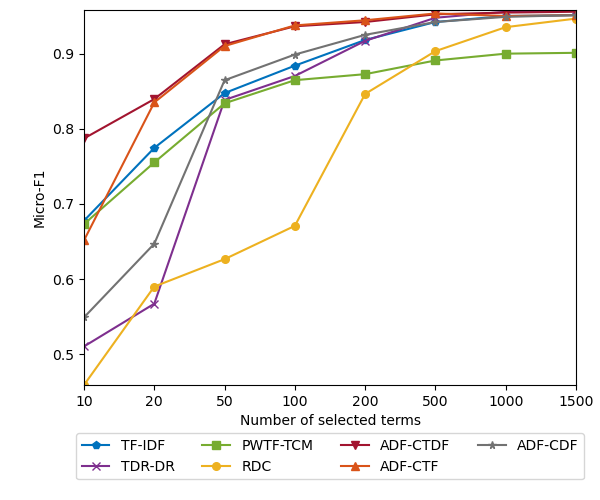 0.9
0.8
0.7
0.6
0.5
Micro-F1
10 20 50 100 200 500 1000 1500
Number of selected terms
TF-IDF PWTF-TCM ADF-CTDF ADF-CDF
TDR-DR RDC ADF-CTF